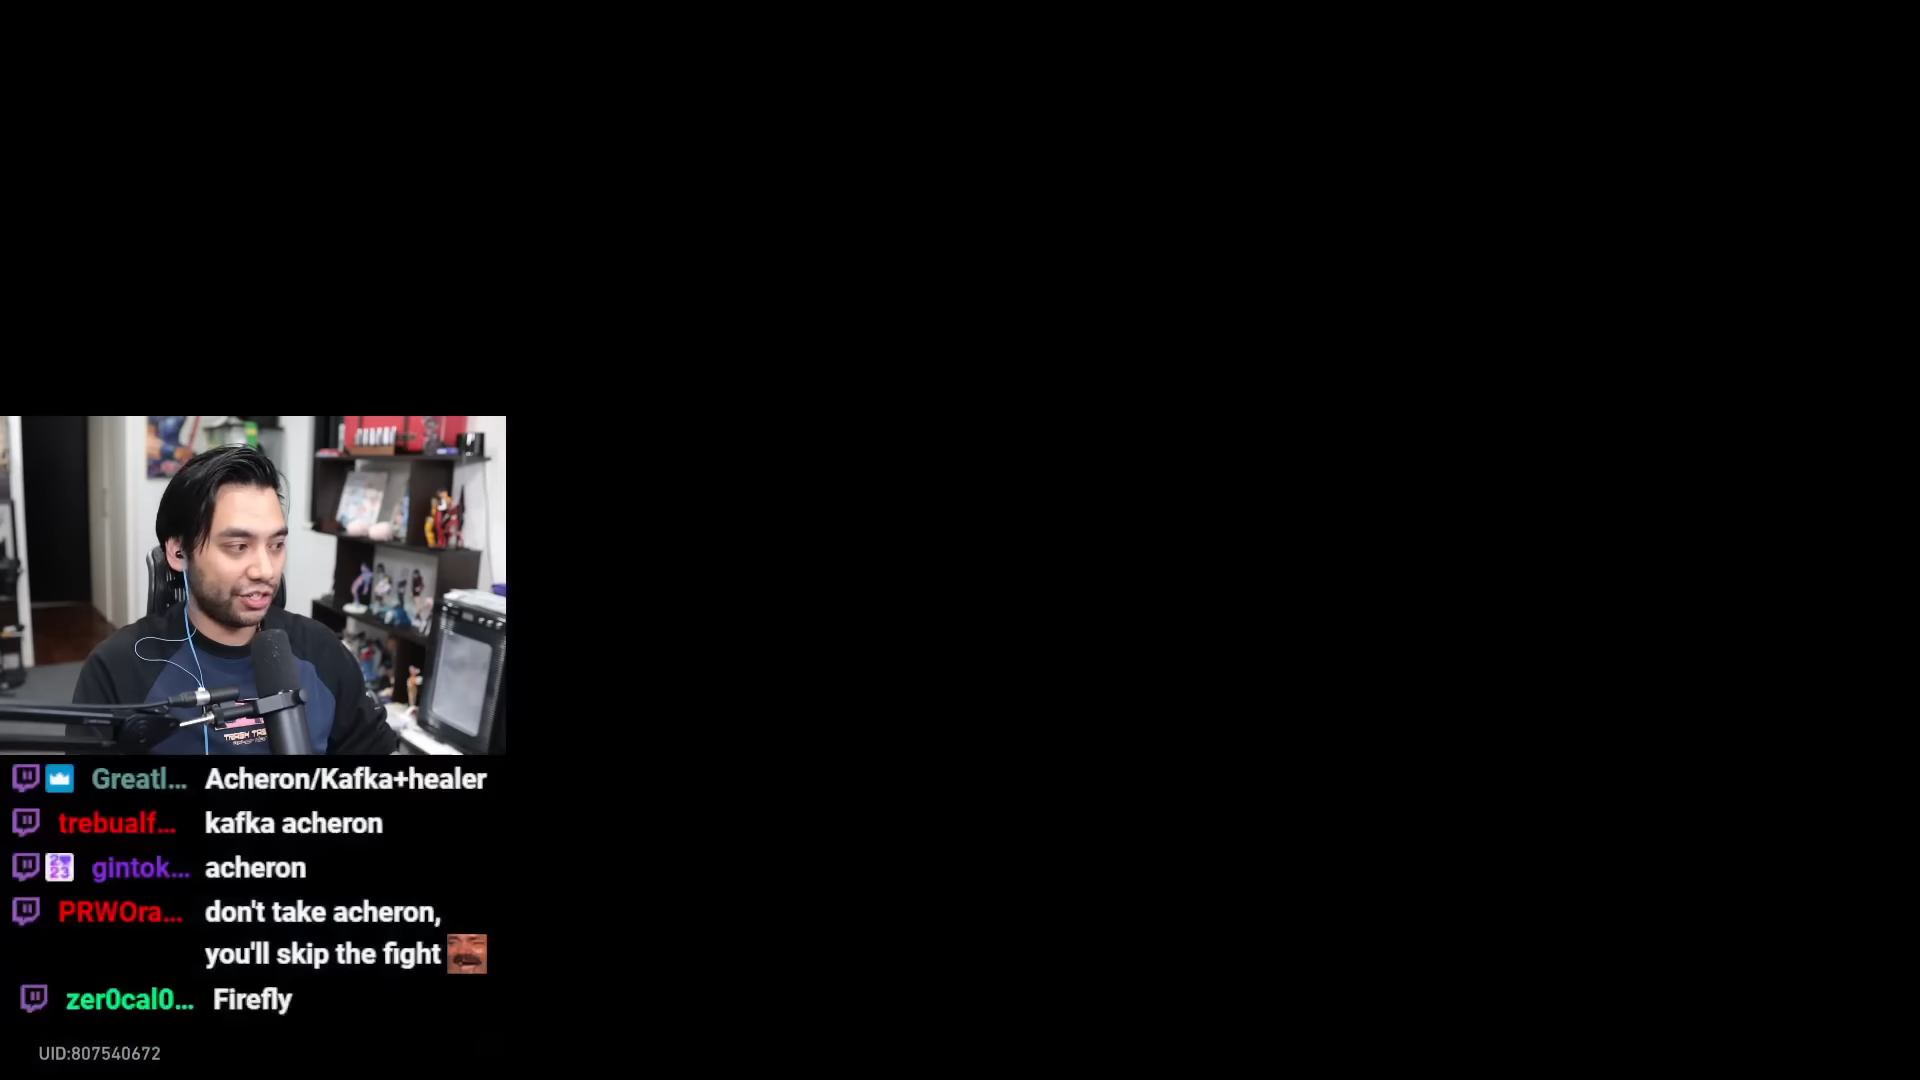 Greatl... Acheron/Kafka+healer
trebualf... kafka acheron
gintok... acheron
PRWOra... don't take acheron,
you'll skip the fight
zer0cal0... Firefly
UID:807540672